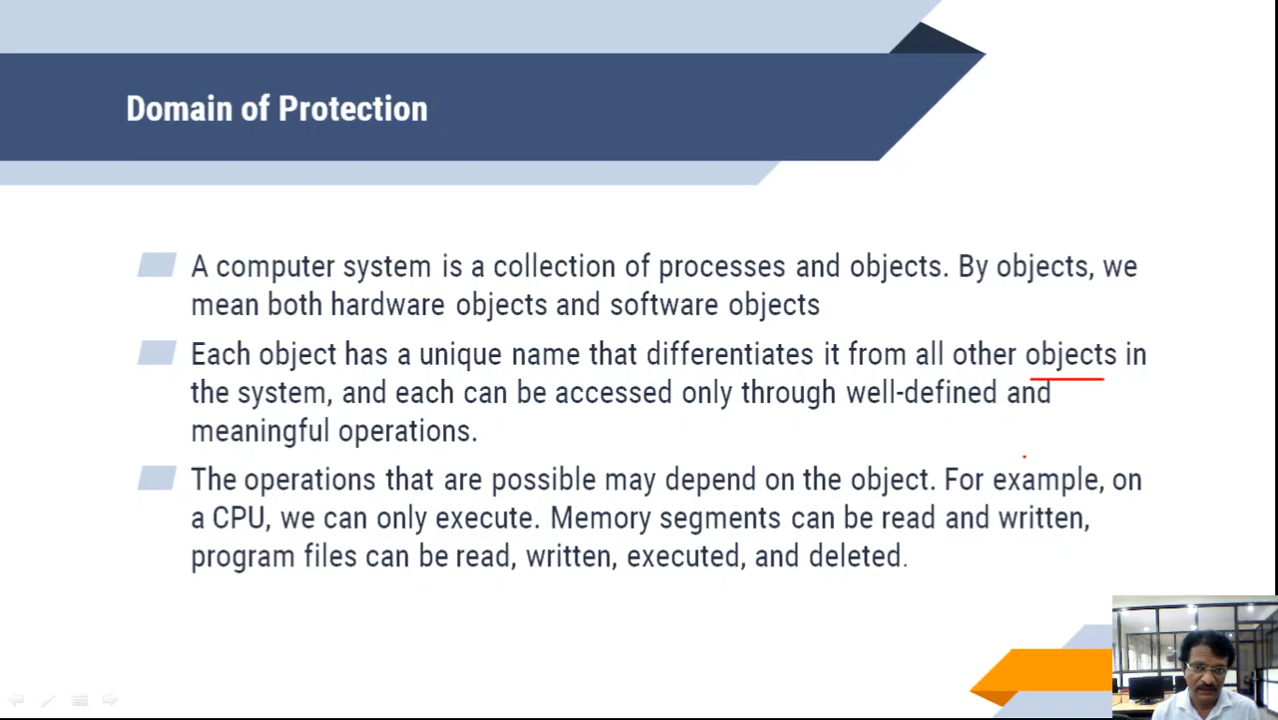 Domain of Protection
A computer system is a collection of processes and objects. By objects, we
mean both hardware objects and software objects
Each object has a unique name that differentiates it from all other objects in
the system, and each can be accessed only through well-defined and
meaningful operations.
The operations that are possible may depend on the object. For example, on
a CPU, we can only execute. Memory segments can be read and written,
program files can be read, written, executed, and deleted.